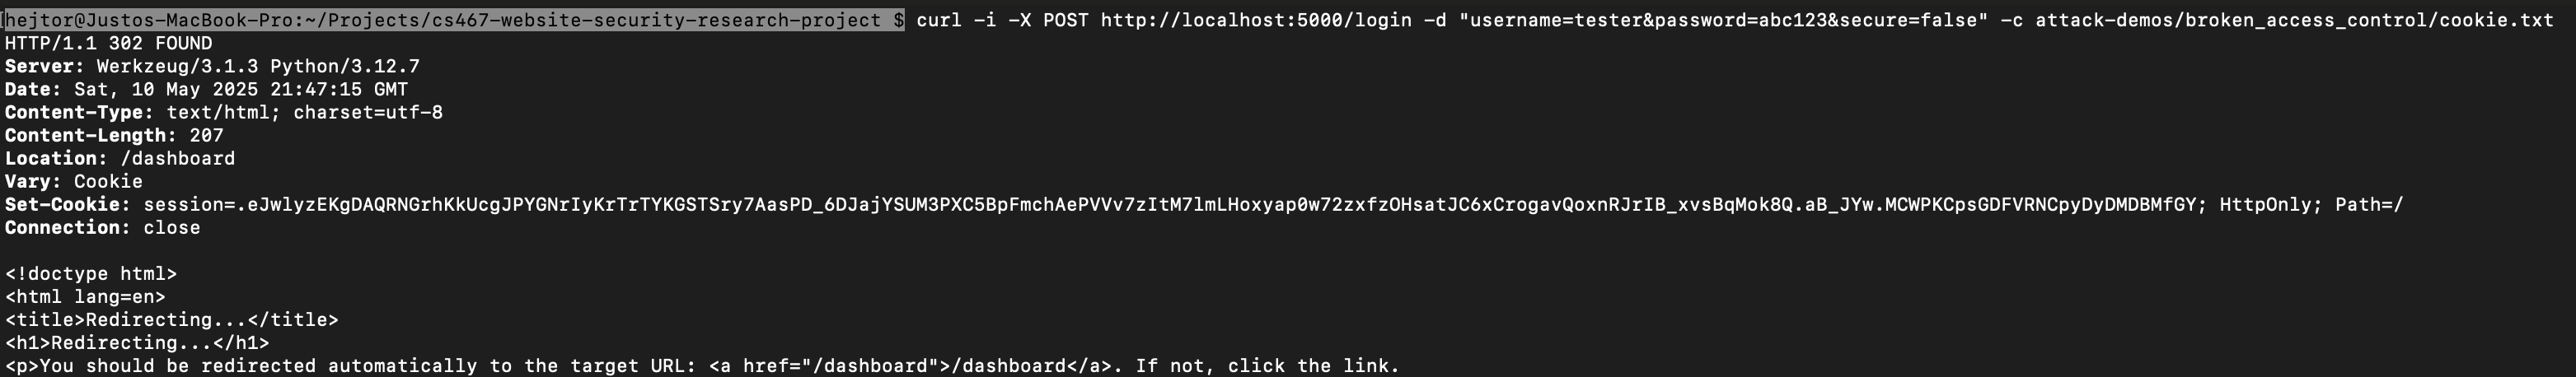 hejtor@Justos-MacBook-Pro:~/Projects/cs467-website-security-research-project $ curl -i -X POST http://localhost:5000/login -d "username=tester&password=abc123&secure=false" -c attack-demos/broken_access_control/cookie.txt
HTTP/1.1 302 FOUND
Server: Werkzeug/3.1.3 Python/3.12.7
Date: Sat, 10 May 2025 21:47:15 GMT
Content-Type: text/html; charset=utf-8
Content-Length: 207
Location: /dashboard
Vary: Cookie
Set-Cookie: session=.eJwlyzEKgDAQRNGrhKkUcgJPYGNrIyKrTrTYKGSTSry7AasPD_6DJajYSUM3PXC5BpFmchAePVVv7zItM7lmLHoxyap0w72zxfzOHsatJC6xCrogavQoxnRJrIB_xvsBqMok8Q.aB_JYw.MCWPKCpsGDFVRNCpyDyDMDBMfGY; HttpOnly; Path=/
Connection: close

<!doctype html>
<html lang=en>
<title>Redirecting...</title>
<h1>Redirecting...</h1>
<p>You should be redirected automatically to the target URL: <a href="/dashboard">/dashboard</a>. If not, click the link.